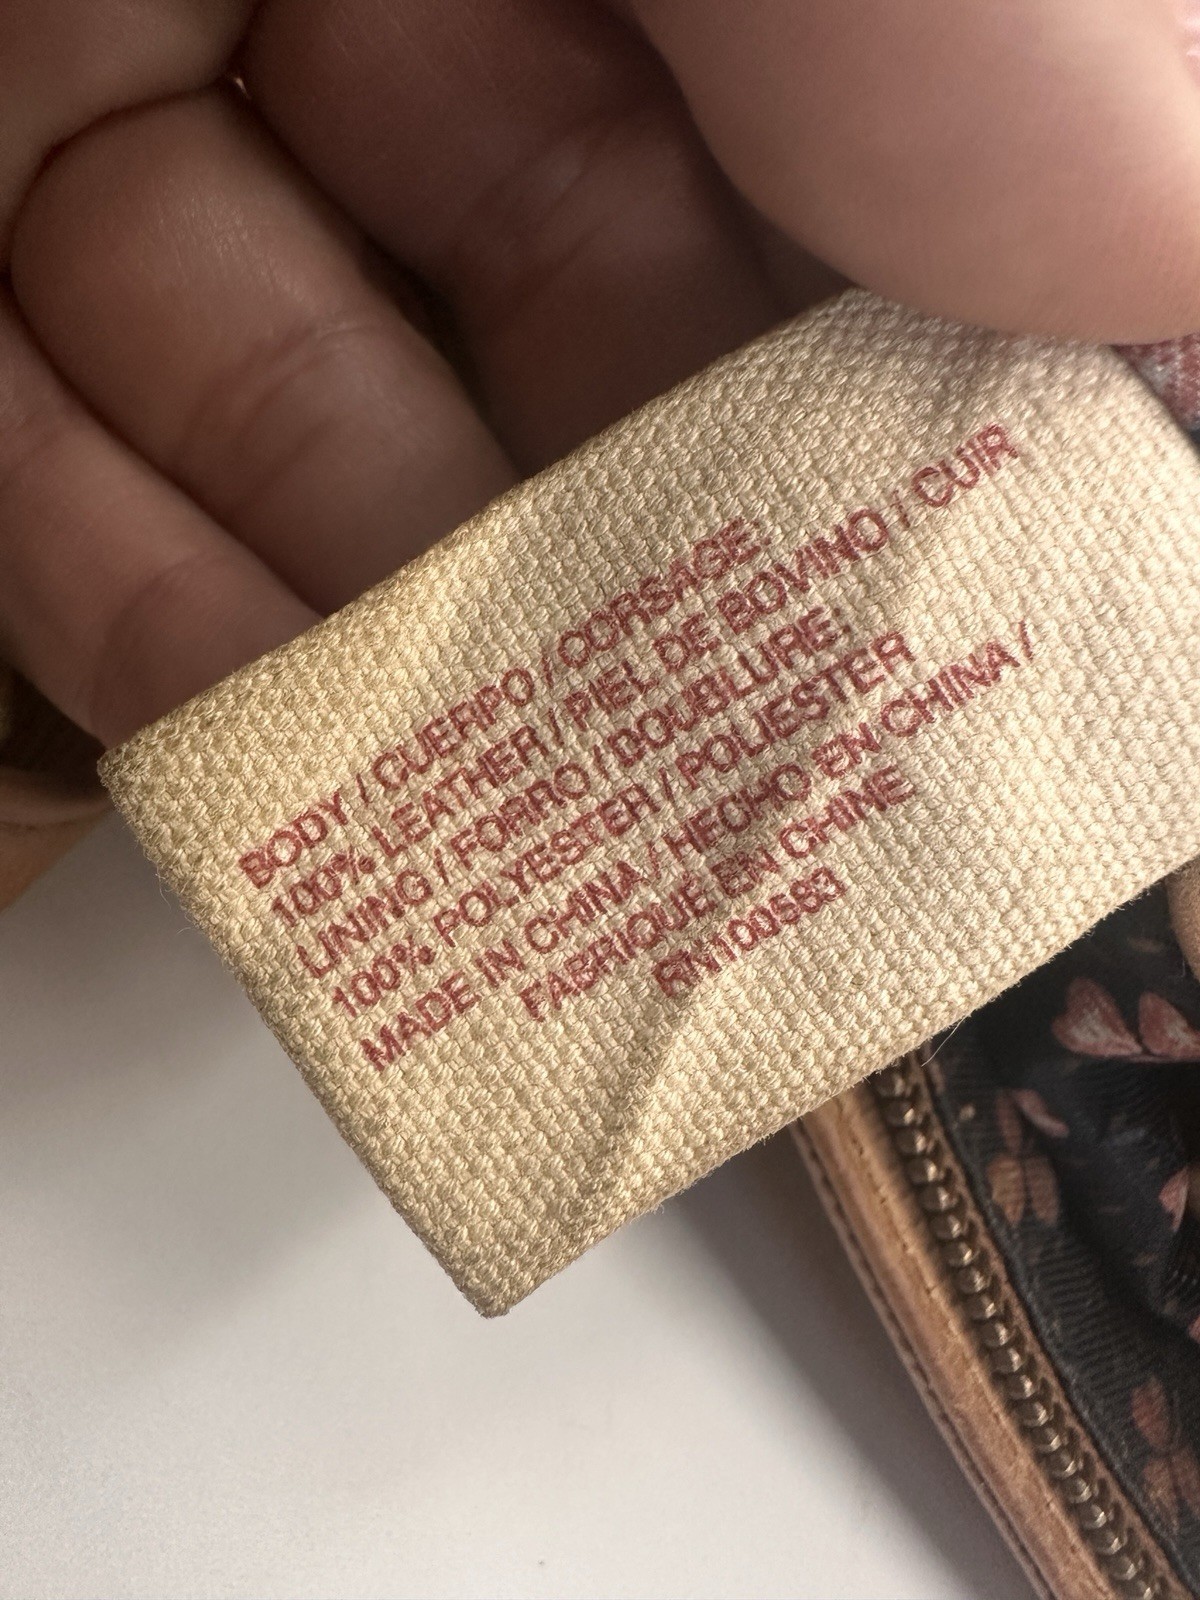 BODY / CUERPO / CORSAGE:
100% LEATHER / PIEL DE BOVINO / CUIR
LINING / FORRO / DOUBLURE:
100% POLYESTER / POLIESTER
MADE IN CHINA / HECHO EN CHINA /
FABRIQUÉ EN CHINE
RN100583